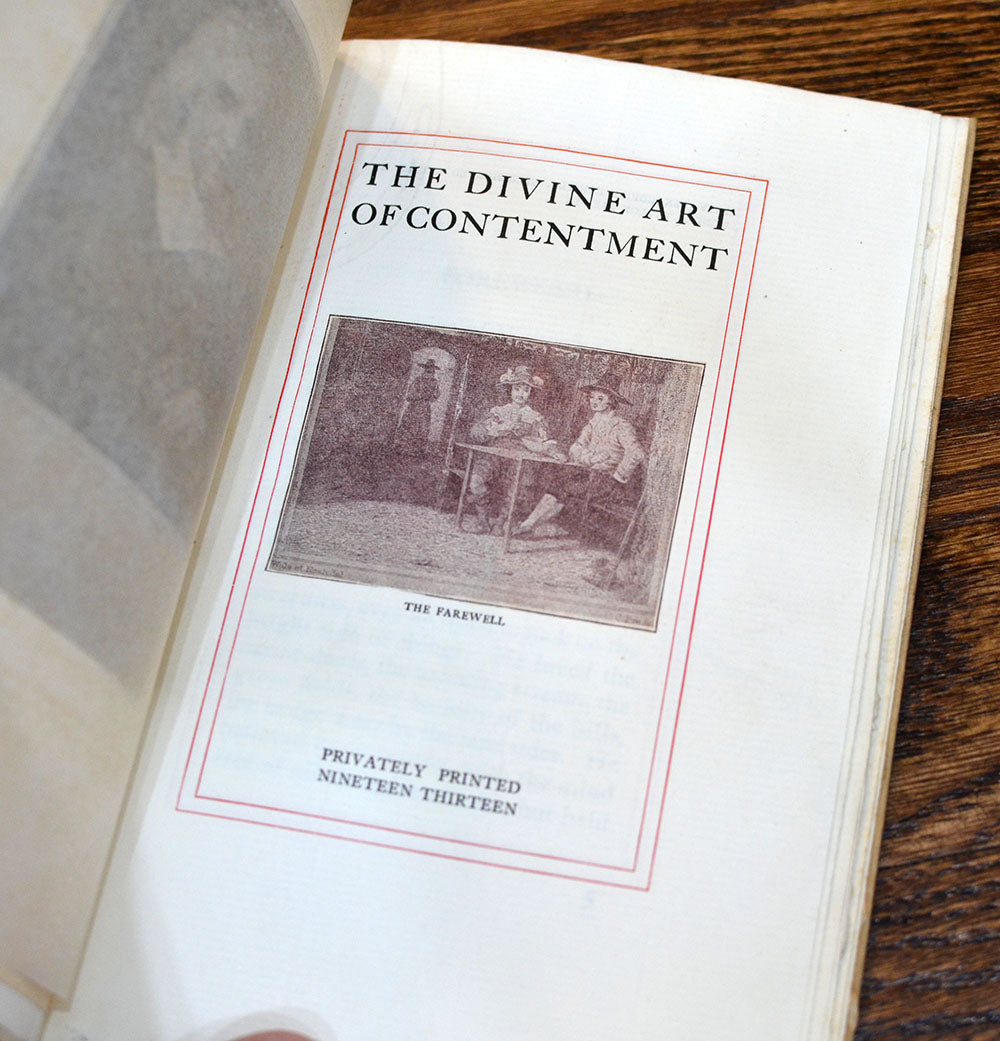 THE DIVINE ART
OF CONTENTMENT
THE FAREWELL
PRIVATELY PRINTED
NINETEEN THIRTEEN